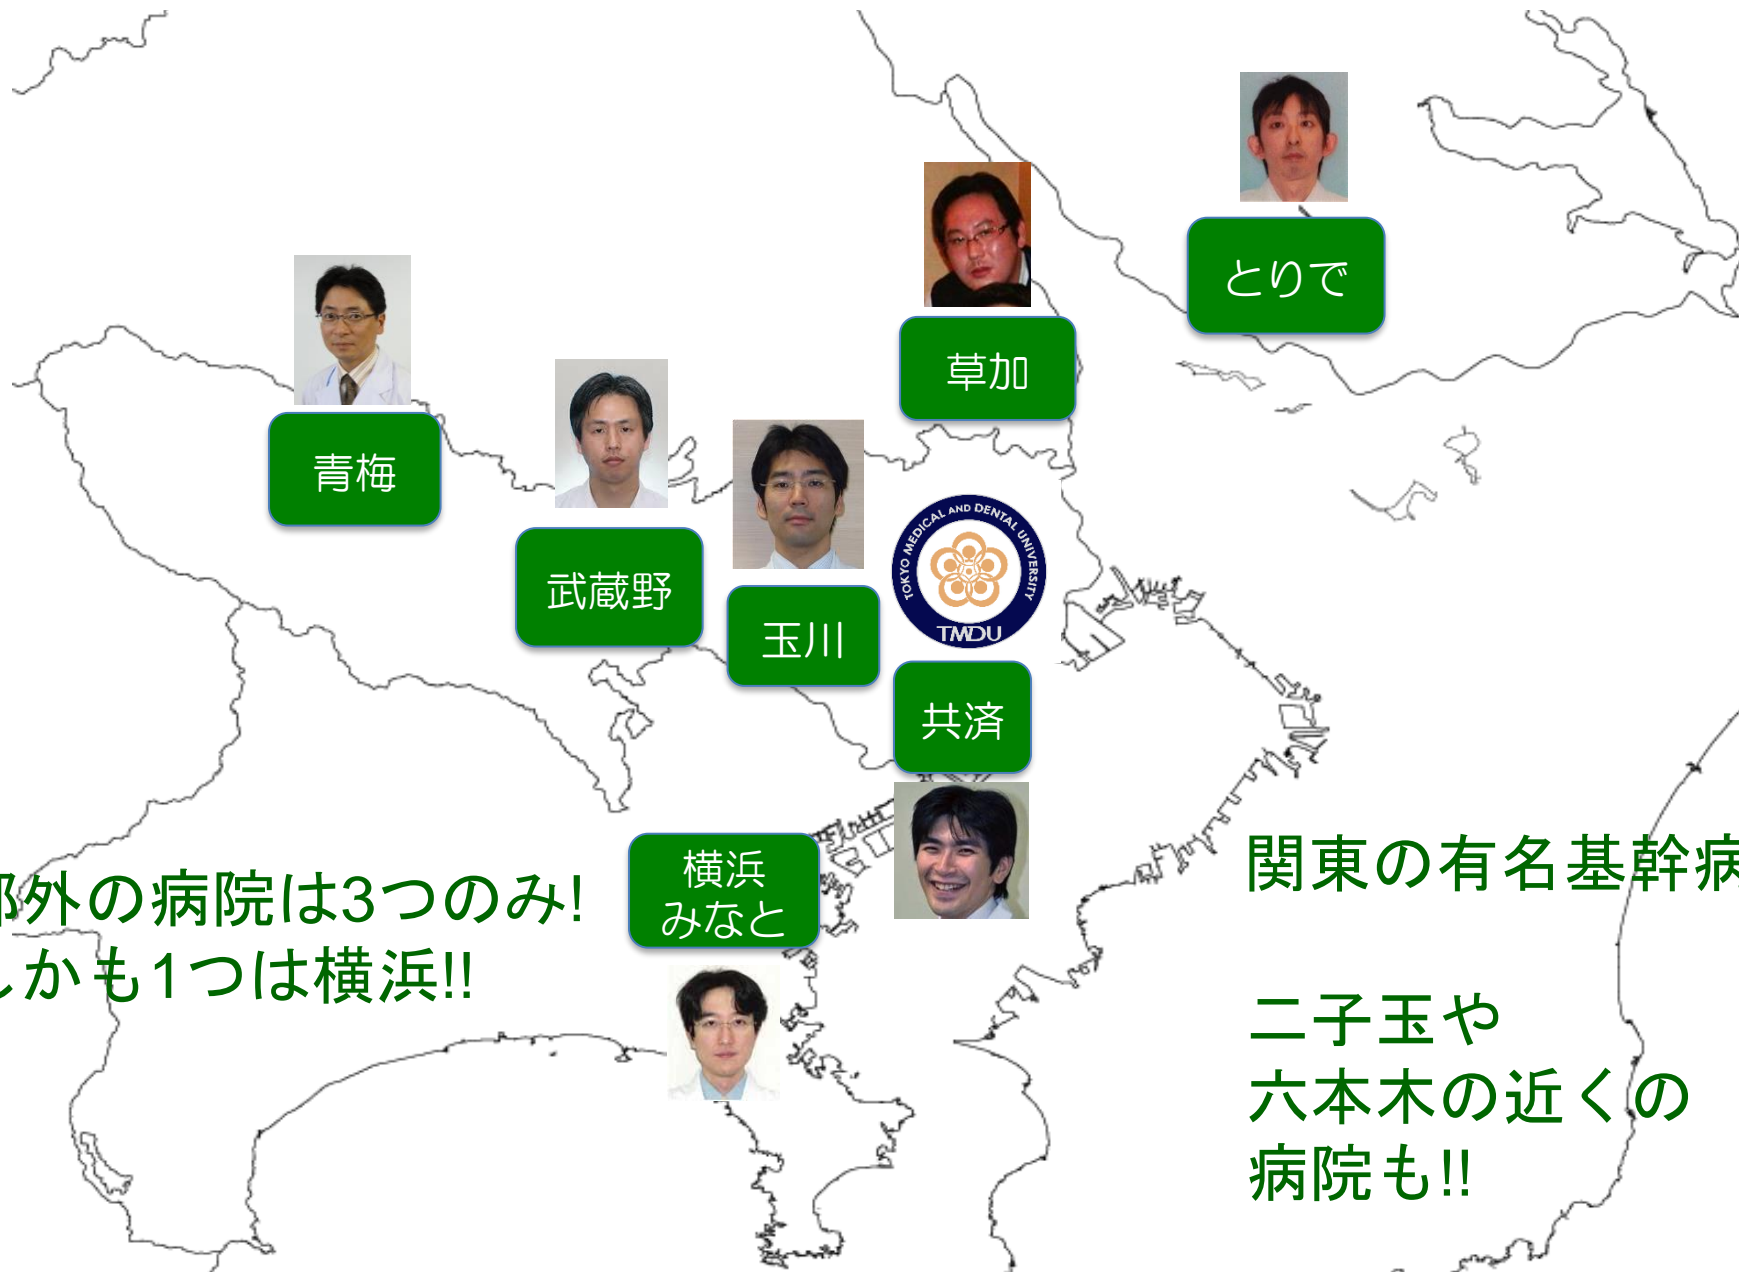 とりで
草加
青梅
武蔵野
玉川
TOKYO MEDICAL AND DENTAL UNIVERSITY
TMDU
共済
横浜
みなと
都外の病院は3つのみ!
しかも1つは横浜!!
関東の有名基幹病
二子玉や
六本木の近くの
病院も!!